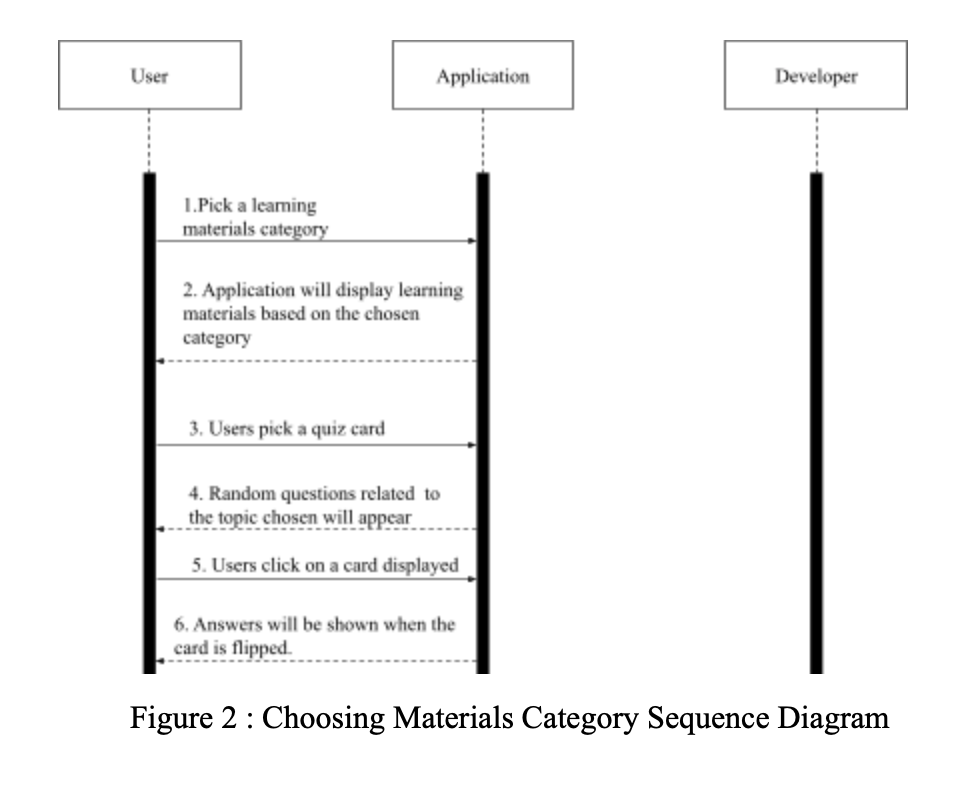 User
Application
Developer
1.Pick a learning
materials category
2. Application will display learning
materials based on the chosen
category
3. Users pick a quiz card
4. Random questions related to
the topic chosen will appear
5. Users click on a card displayed
6. Answers will be shown when the
card is flipped.
Figure 2 : Choosing Materials Category Sequence Diagram